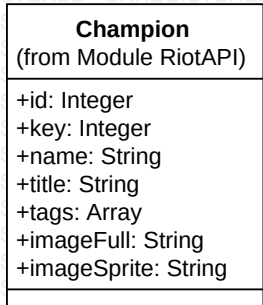 Champion
(from Module RiotAPI)
+id: Integer
+key: Integer
+name: String
+title: String
+tags: Array
+imageFull: String
+imageSprite: String